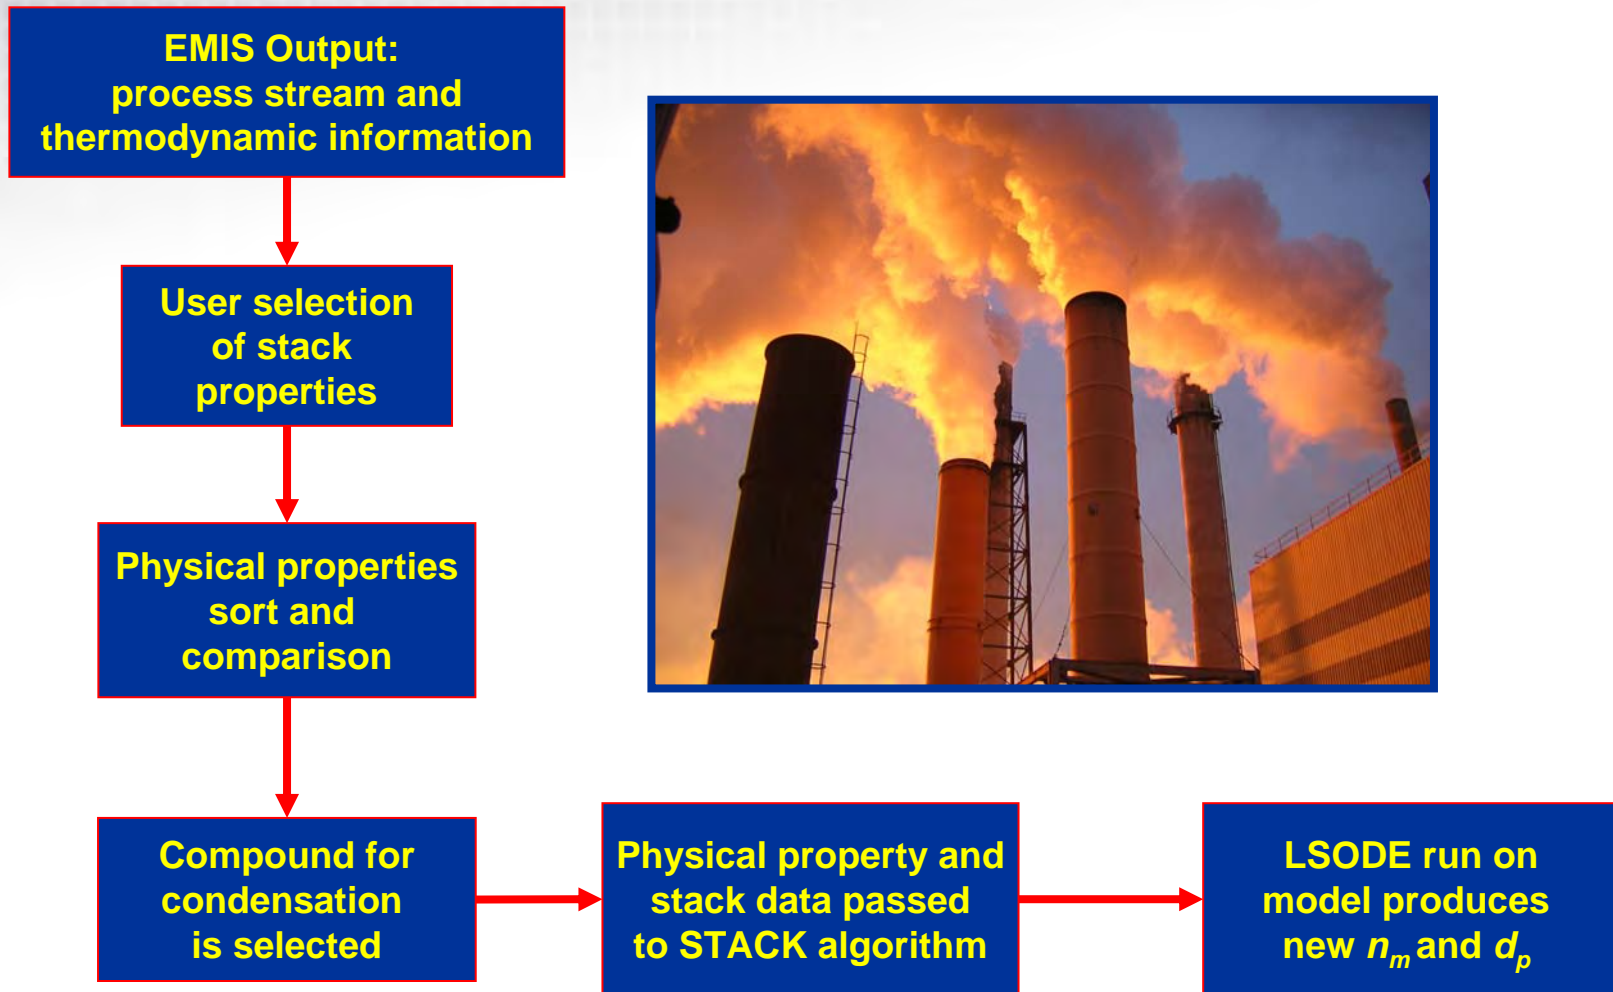 EMIS Output:
process stream and
thermodynamic information
User selection
of stack
properties
Physical properties
sort and
comparison
Compound for
condensation
is selected
Physical property and
stack data passed
to STACK algorithm
LSODE run on
model produces
new n_m and d_p